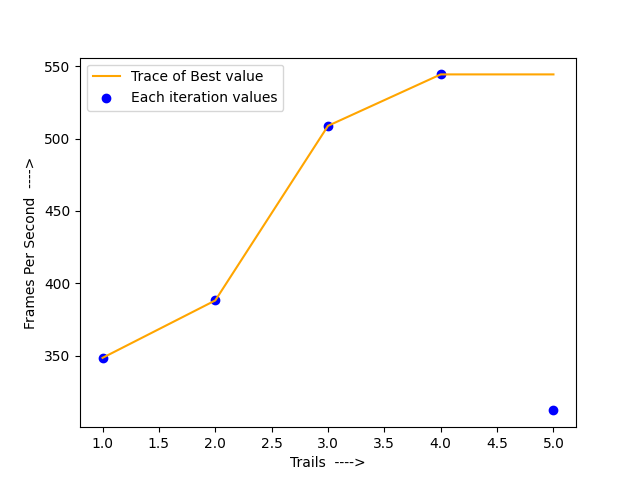 Trace of Best value
Each iteration values
550
500
450
400
350
Frames Per Second ---->
1.0 1.5 2.0 2.5 3.0 3.5 4.0 4.5 5.0
Trails ---->